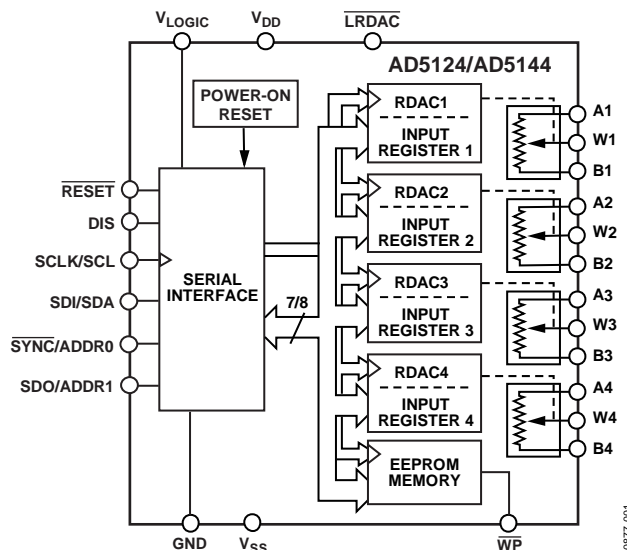 VLOGIC
VDD
LRDAC
AD5124/AD5144
POWER-ON
RESET
RDAC1
INPUT
REGISTER 1
A1
W1
B1
RESET
DIS
SCLK/SCL
SDI/SDA
SYNC/ADDR0
SDO/ADDR1
SERIAL
INTERFACE
7/8
RDAC2
INPUT
REGISTER 2
A2
W2
B2
RDAC3
INPUT
REGISTER 3
A3
W3
B3
RDAC4
INPUT
REGISTER 4
A4
W4
B4
EEPROM
MEMORY
GND
VSS
WP